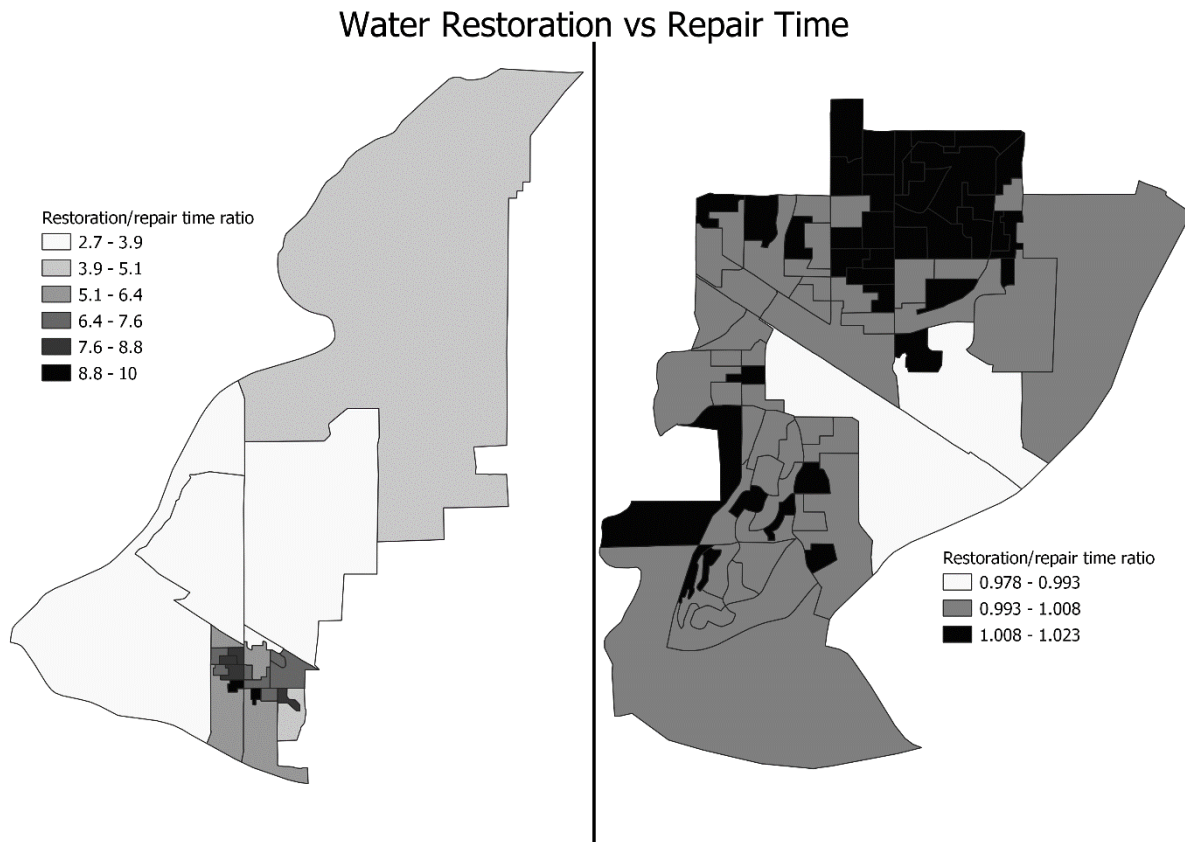 Water Restoration vs Repair Time
Restoration/repair time ratio
2.7 - 3.9
3.9 - 5.1
5.1 - 6.4
6.4 - 7.6
7.6 - 8.8
8.8 - 10
Restoration/repair time ratio
0.978 - 0.993
0.993 - 1.008
1.008 - 1.023